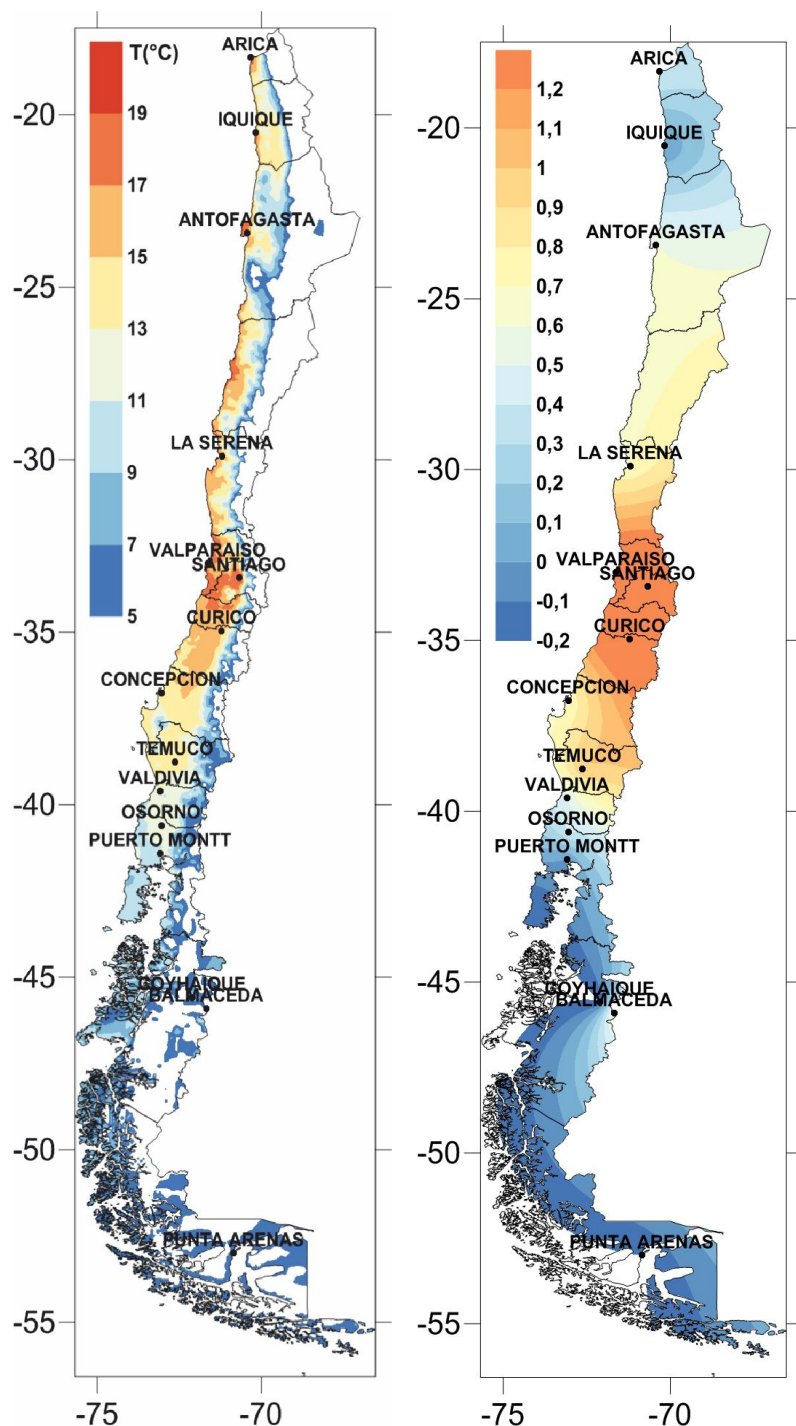 T(°C)
19
17
15
13
11
9
7
5
-20
-25
-30
-35
-40
-45
-50
-55
ARICA
IQUIQUE
ANTOFAGASTA
LA SERENA
VALPARAISO
SANTIAGO
CURICO
CONCEPCION
TEMUCO
VALDIVIA
OSORNO
PUERTO MONTT
COYHAIQUE
BALMACEDA
PUNTA ARENAS
-75
-70
1,2
1,1
1
0,9
0,8
0,7
0,6
0,5
0,4
0,3
0,2
0,1
0
-0,1
-0,2
-20
-25
-30
-35
-40
-45
-50
-55
ARICA
IQUIQUE
ANTOFAGASTA
LA SERENA
VALPARAISO
SANTIAGO
CURICO
CONCEPCION
TEMUCO
VALDIVIA
OSORNO
PUERTO MONTT
COYHAIQUE
BALMACEDA
PUNTA ARENAS
-75
-70